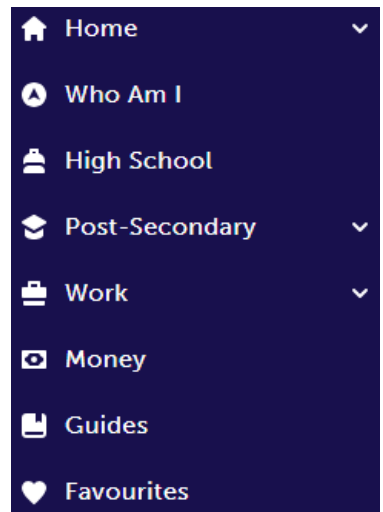 Home
Who Am I
High School
Post-Secondary
Work
Money
Guides
Favourites